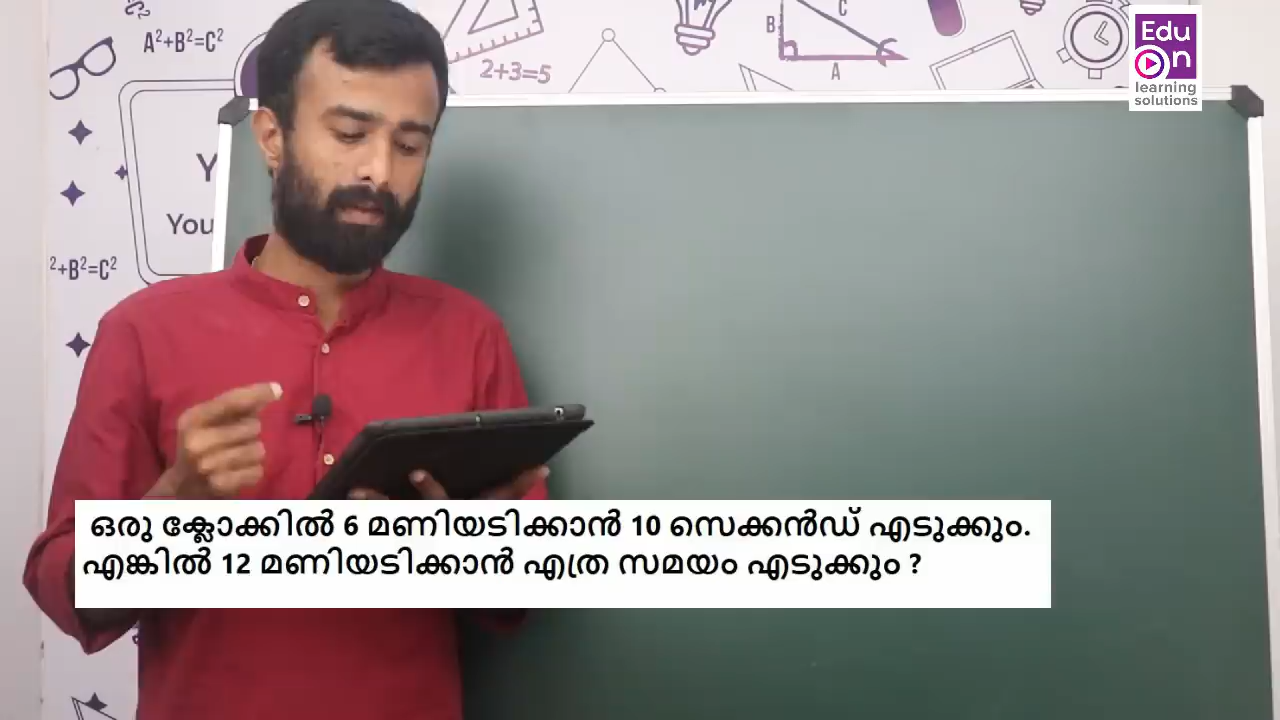 A²+B²=C²
2+3=5
B
C
A
Edu
On
learning
solutions
Y
You
²+B²=C²
ഒരു ക്ലോക്കിൽ 6 മണിയടിക്കാൻ 10 സെക്കൻഡ് എടുക്കും.
എങ്കിൽ 12 മണിയടിക്കാൻ എത്ര സമയം എടുക്കും ?